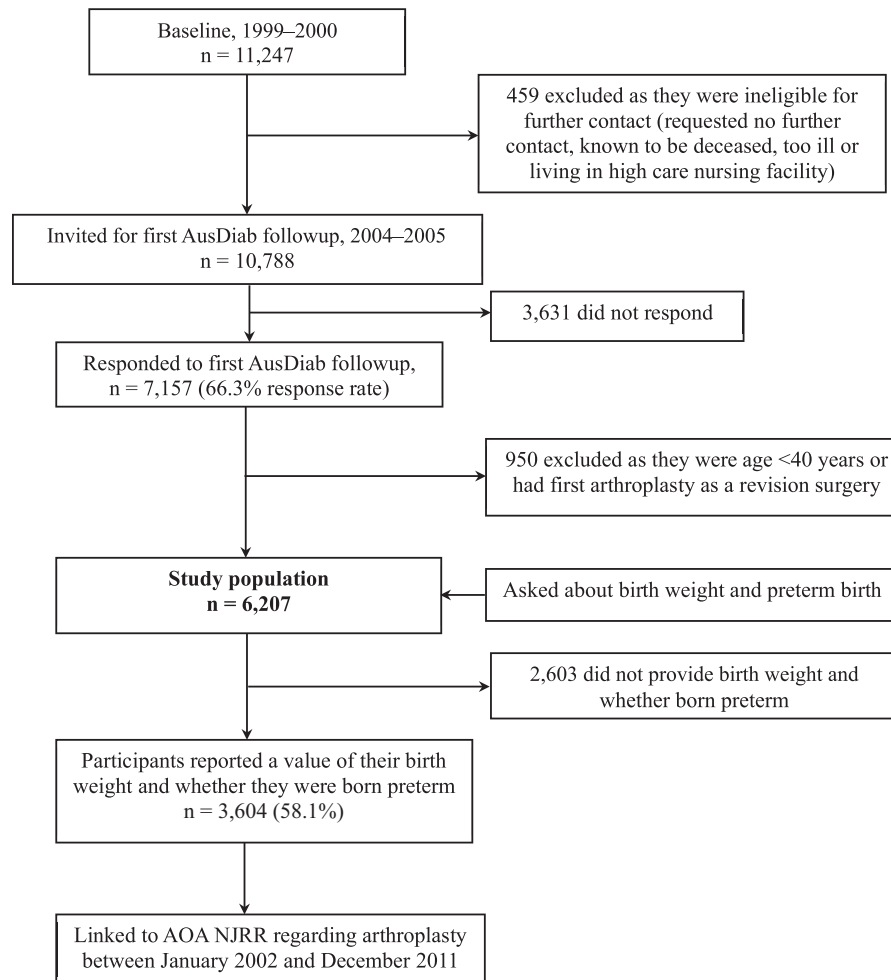 Baseline, 1999–2000
n = 11,247
459 excluded as they were ineligible for
further contact (requested no further
contact, known to be deceased, too ill or
living in high care nursing facility)
Invited for first AusDiab followup, 2004–2005
n = 10,788
3,631 did not respond
Responded to first AusDiab followup,
n = 7,157 (66.3% response rate)
950 excluded as they were age <40 years or
had first arthroplasty as a revision surgery
Study population
n = 6,207
Asked about birth weight and preterm birth
2,603 did not provide birth weight and
whether born preterm
Participants reported a value of their birth
weight and whether they were born preterm
n = 3,604 (58.1%)
Linked to AOA NJRR regarding arthroplasty
between January 2002 and December 2011